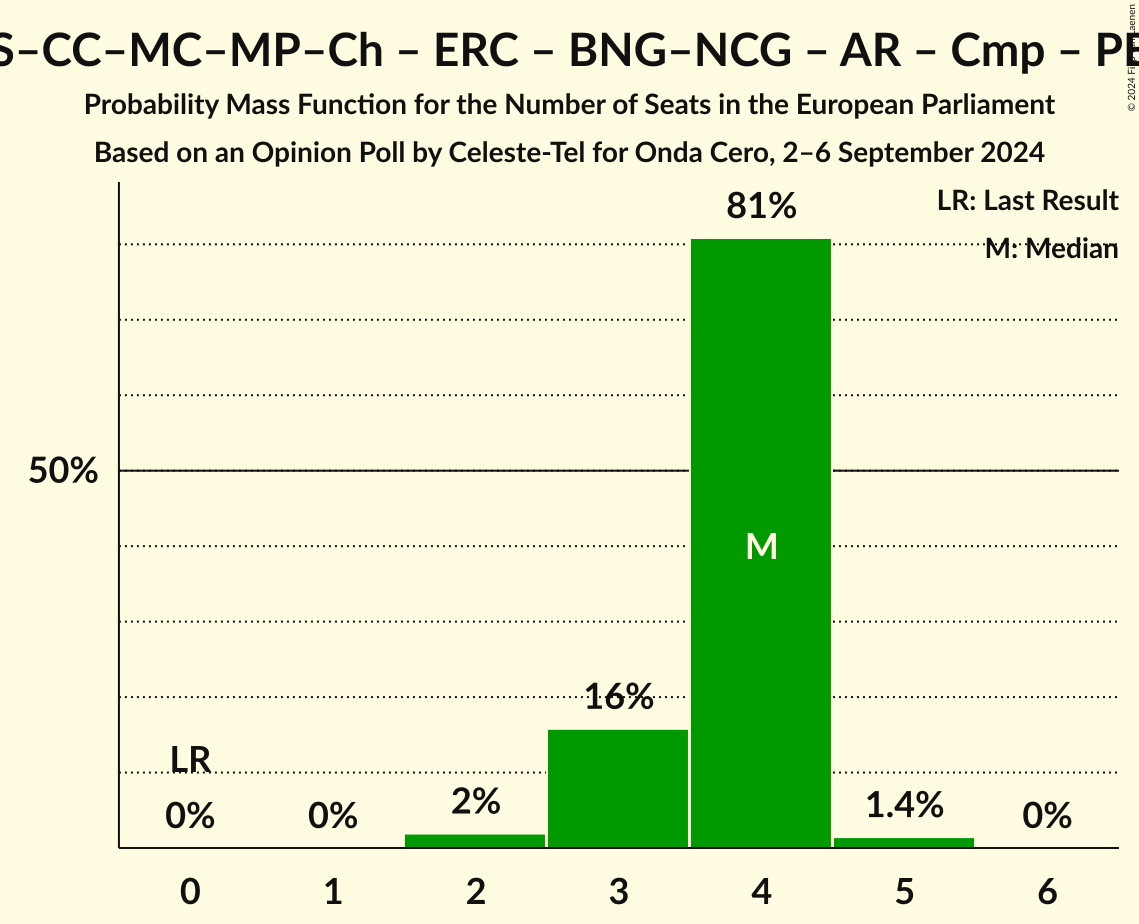 S–CC–MC–MP–Ch – ERC – BNG–NCG – AR – Cmp –
Probability Mass Function for the Number of Seats in the European Parliament
Based on an Opinion Poll by Celeste-Tel for Onda Cero, 2–6 September 2024
LR: Last Result
M: Median
81%
50%
M
16%
LR
0%
0%
2%
1.4%
0%
0 1 2 3 4 5 6
© 2024